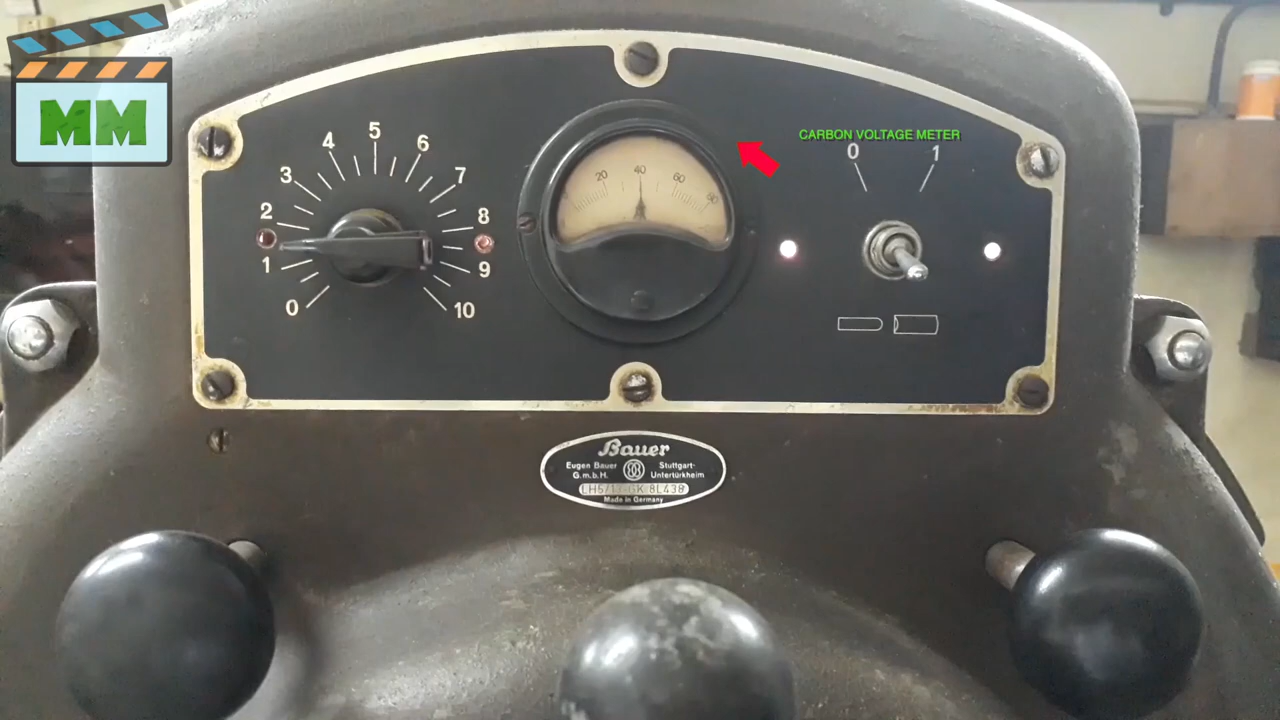 MM
CARBON VOLTAGE METER
0 1
0
1
2
3
4
5
6
7
8
9
10
20 40 60 80
Bauer
Eugen Bauer
G.m.b.H.
Stuttgart-
Untertürkheim
8L438
Made in Germany